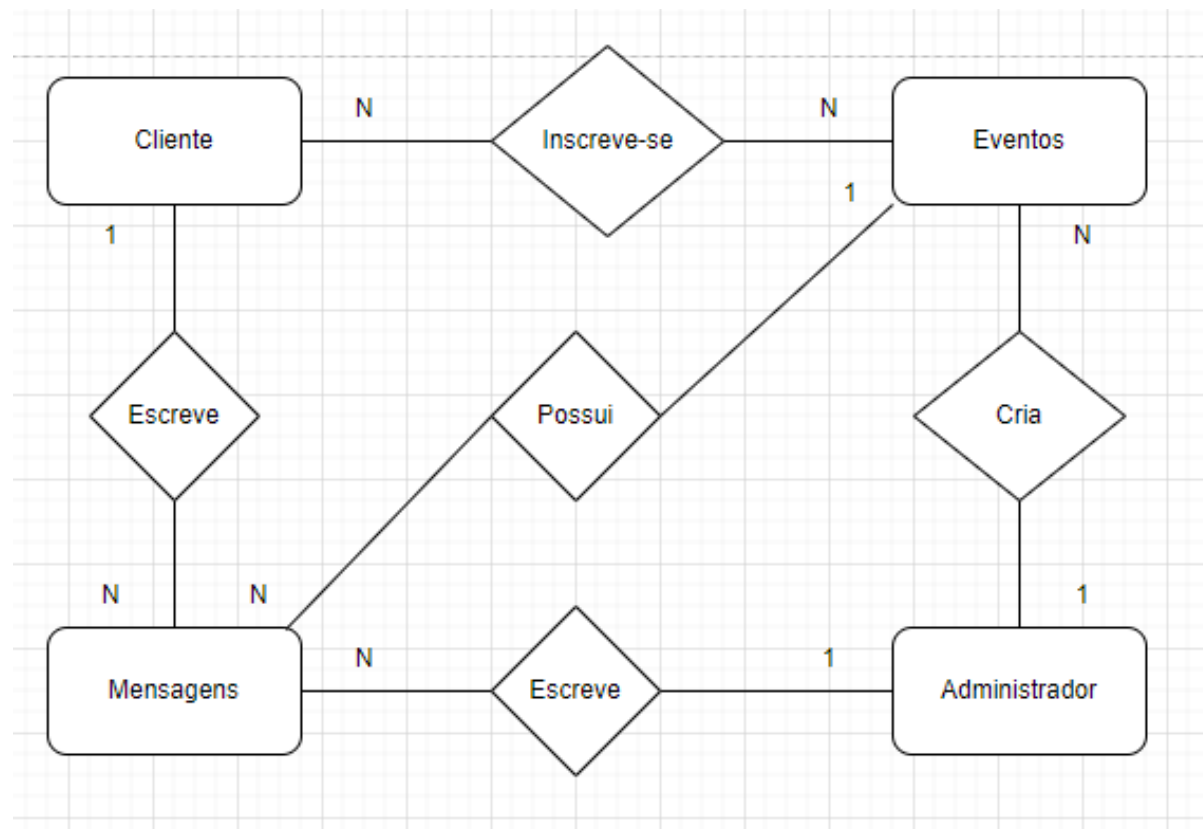 N
N
Cliente
Inscreve-se
Eventos
1
1
N
Escreve
Possui
Cria
N
N
1
N
1
Mensagens
Escreve
Administrador